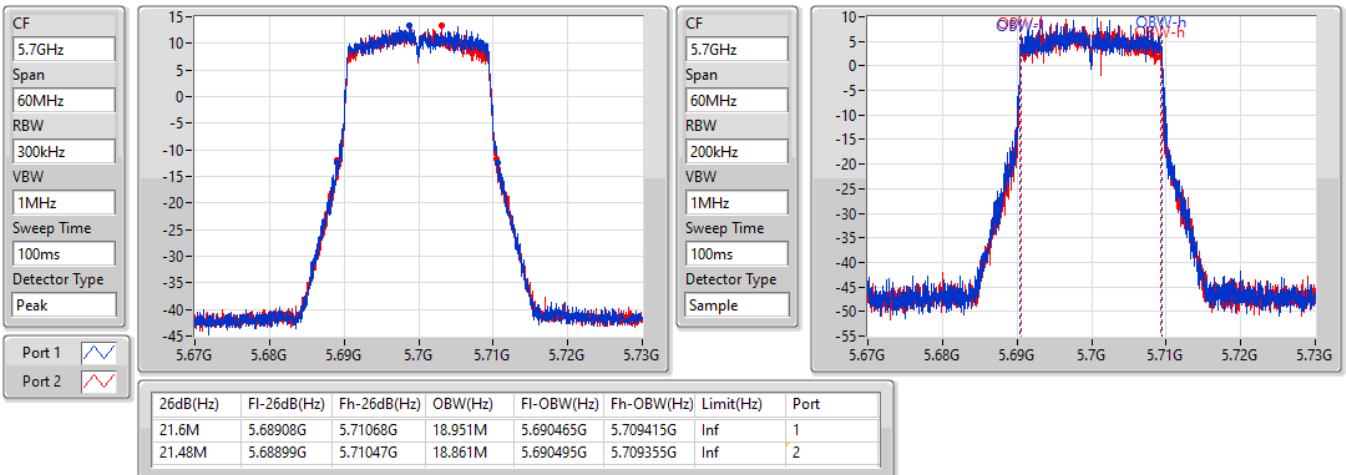 CF
5.7GHz
Span
60MHz
RBW
300kHz
VBW
1MHz
Sweep Time
100ms
Detector Type
Peak
Port 1
Port 2
15
10
5
0
-5
-10
-15
-20
-25
-30
-35
-40
-45
5.67G 5.68G 5.69G 5.7G 5.71G 5.72G 5.73G
CF
5.7GHz
Span
60MHz
RBW
200kHz
VBW
1MHz
Sweep Time
100ms
Detector Type
Sample
10
5
0
-5
-10
-15
-20
-25
-30
-35
-40
-45
-50
-55
OBW-l
OBW-h
OBW-h
5.67G 5.68G 5.69G 5.7G 5.71G 5.72G 5.73G
26dB(Hz) Fl-26dB(Hz) Fh-26dB(Hz) OBW(Hz) Fl-OBW(Hz) Fh-OBW(Hz) Limit(Hz) Port
21.6M 5.68908G 5.71068G 18.951M 5.690465G 5.709415G Inf 1
21.48M 5.68899G 5.71047G 18.861M 5.690495G 5.709355G Inf 2